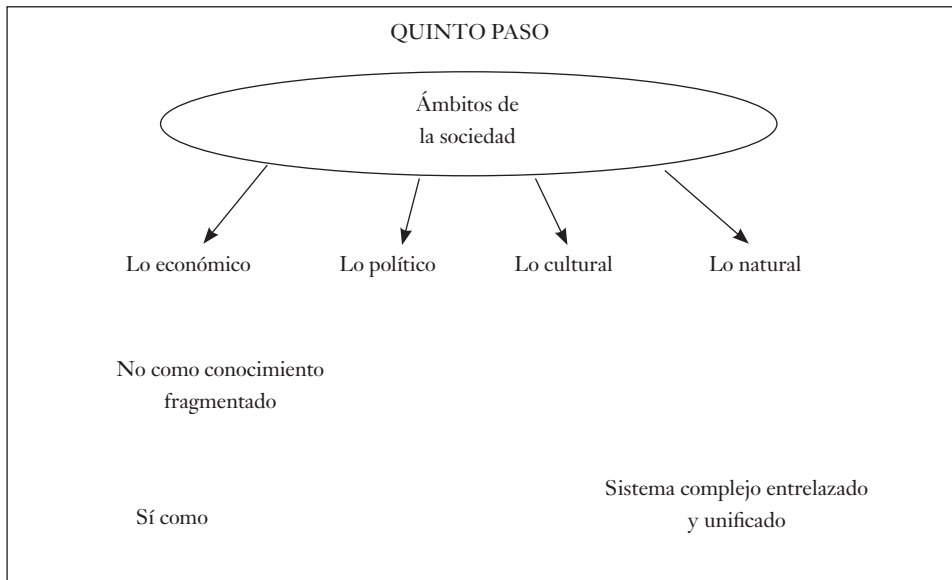 QUINTO PASO
Ámbitos de
la sociedad
Lo económico
Lo político
Lo cultural
Lo natural
No como conocimiento
fragmentado
Sí como
Sistema complejo entrelazado
y unificado